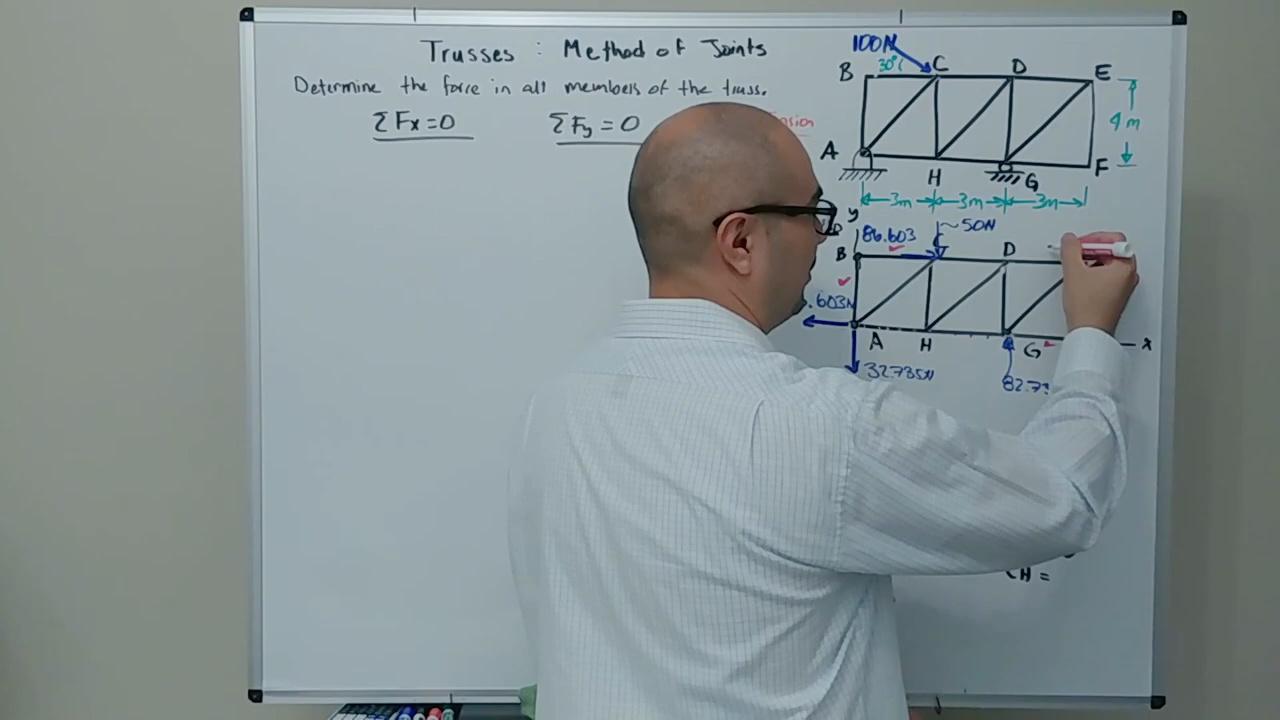 Trusses : Method of Joints
Determine the force in all members of the truss.
ΣFx=0 ΣFy=0
100N
30°
B C D E
4 m
A H G F
3m 3m 3m
y
86.603 ~50N
B D
.603N
A H G x
32.735N
82.73
CH =